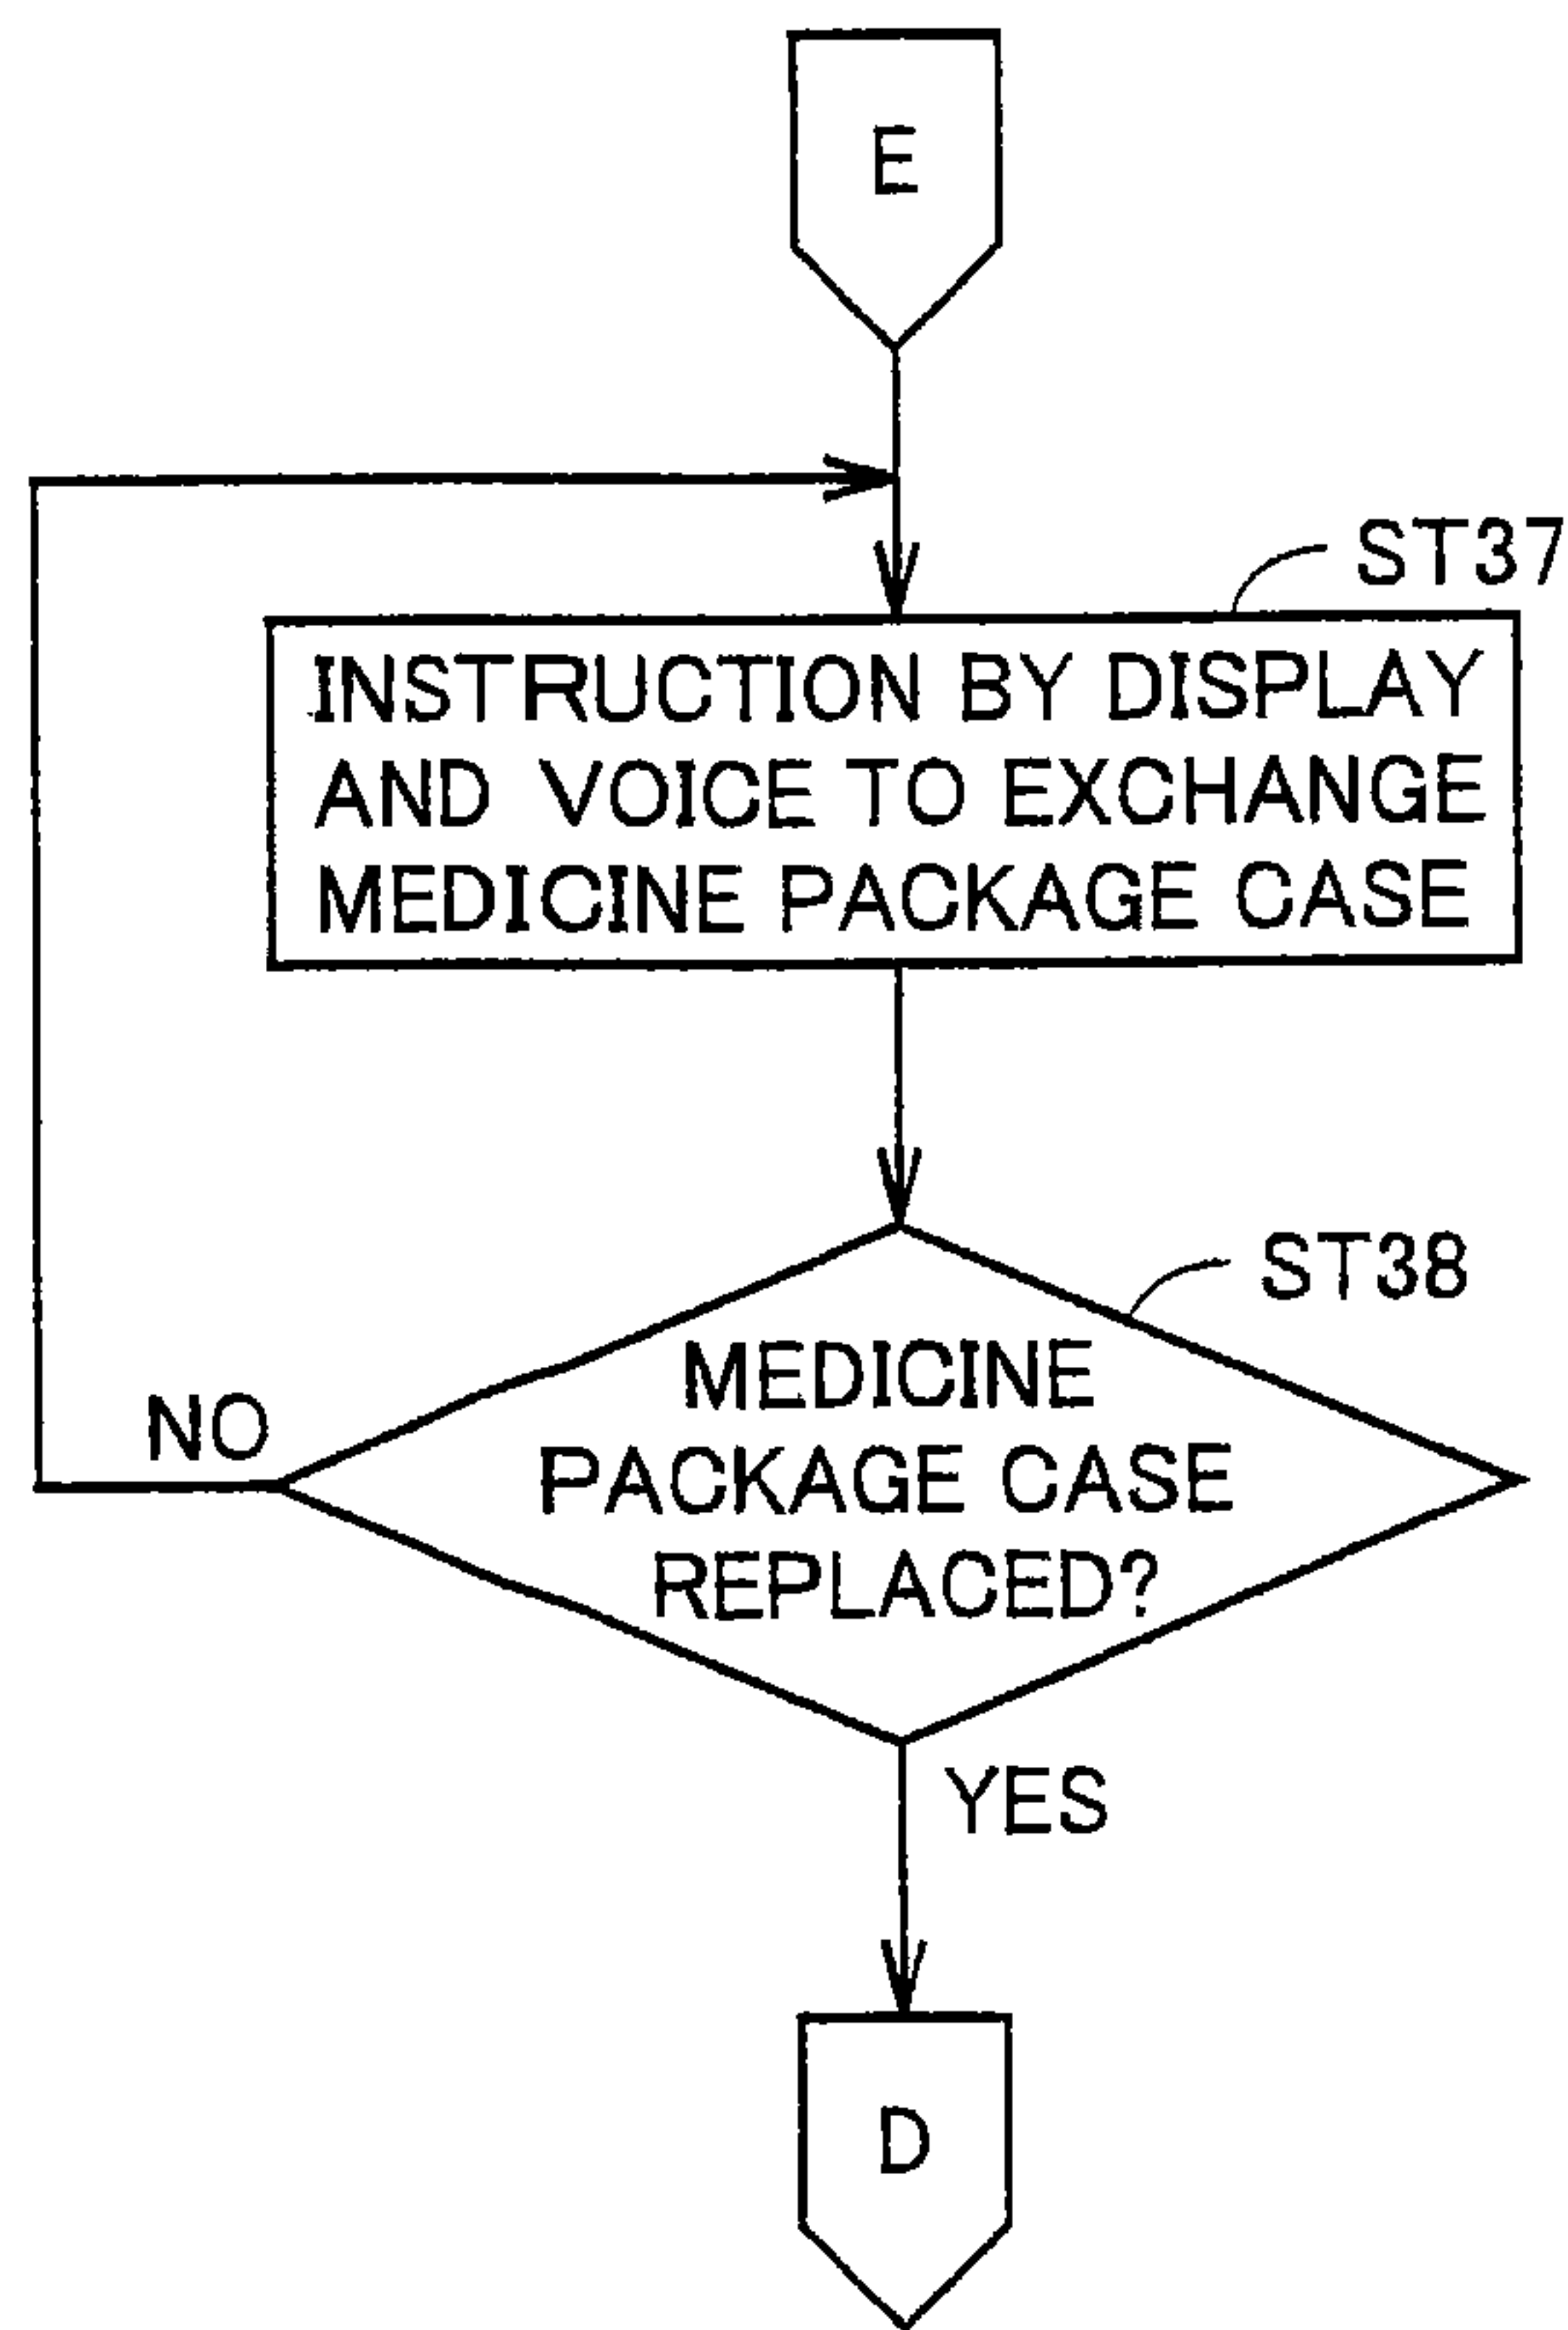 E
ST37
INSTRUCTION BY DISPLAY
AND VOICE TO EXCHANGE
MEDICINE PACKAGE CASE
ST38
MEDICINE
PACKAGE CASE
REPLACED?
NO
YES
D